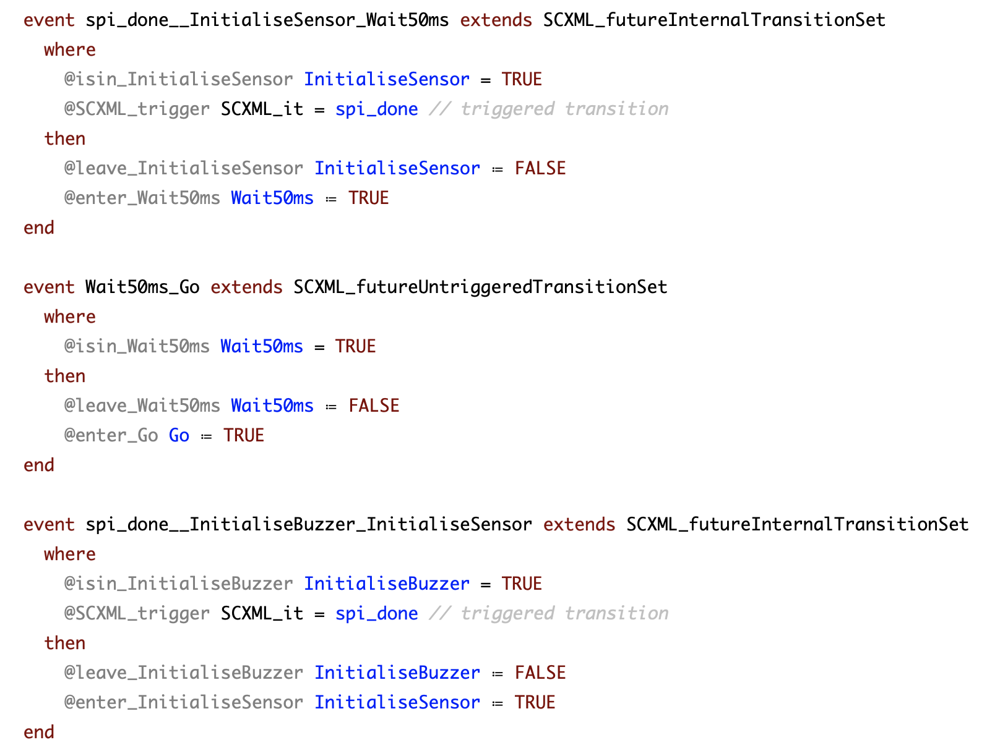 event spi_done__InitialiseSensor_Wait50ms extends SCXML_futureInternalTransitionSet
where
@isin_InitialiseSensor InitialiseSensor = TRUE
@SCXML_trigger SCXML_it = spi_done // triggered transition
then
@leave_InitialiseSensor InitialiseSensor ≔ FALSE
@enter_Wait50ms Wait50ms ≔ TRUE
end
event Wait50ms_Go extends SCXML_futureUntriggeredTransitionSet
where
@isin_Wait50ms Wait50ms = TRUE
then
@leave_Wait50ms Wait50ms ≔ FALSE
@enter_Go Go ≔ TRUE
end
event spi_done__InitialiseBuzzer_InitialiseSensor extends SCXML_futureInternalTransitionSet
where
@isin_InitialiseBuzzer InitialiseBuzzer = TRUE
@SCXML_trigger SCXML_it = spi_done // triggered transition
then
@leave_InitialiseBuzzer InitialiseBuzzer ≔ FALSE
@enter_InitialiseSensor InitialiseSensor ≔ TRUE
end